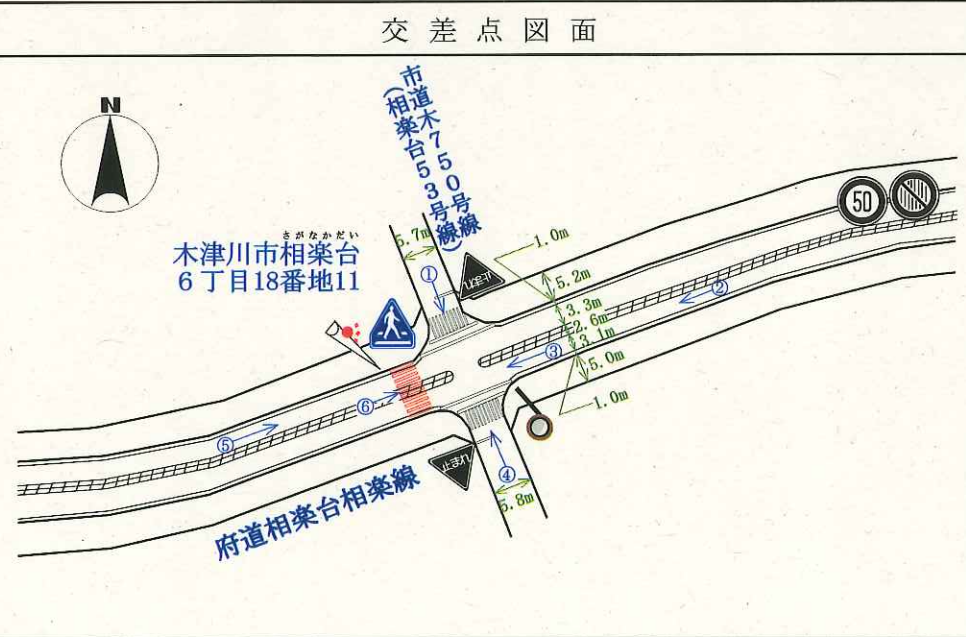 交差点図面
N
市道木750号線
(相楽台53号線)
さがなかだい
木津川市相楽台
6丁目18番地11
5.7m
①
止まれ
1.0m
5.2m
3.3m
2.6m
3.1m
5.0m
1.0m
50
②
③
⑥
⑤
④
止まれ
5.8m
府道相楽台相楽線